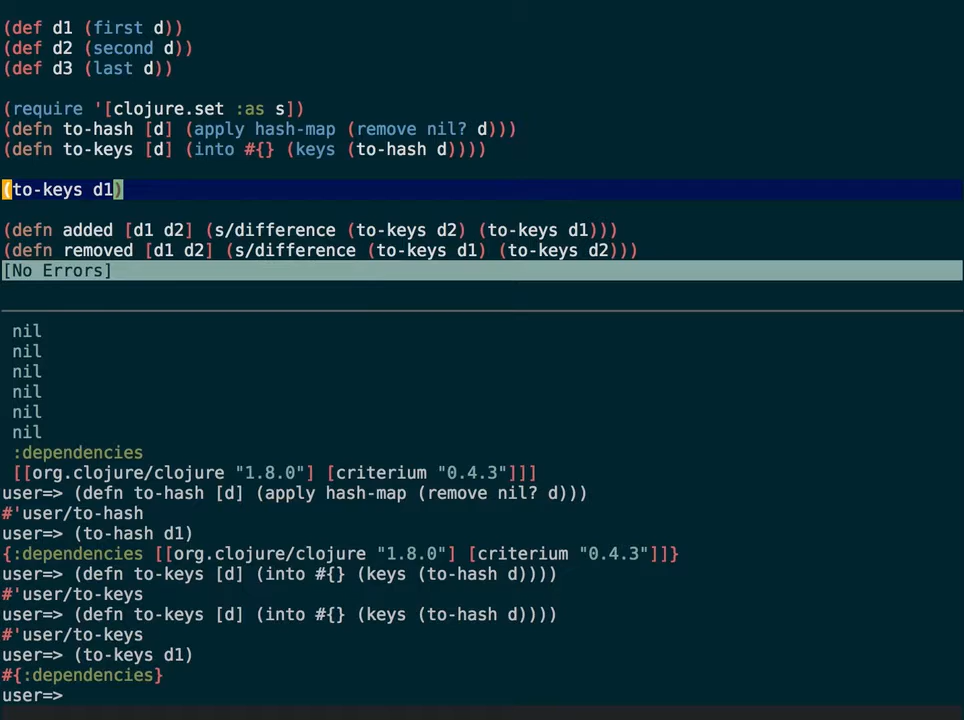 (def d1 (first d))
(def d2 (second d))
(def d3 (last d))
(require '[clojure.set :as s])
(defn to-hash [d] (apply hash-map (remove nil? d)))
(defn to-keys [d] (into #{} (keys (to-hash d))))
(to-keys d1)
(defn added [d1 d2] (s/difference (to-keys d2) (to-keys d1)))
(defn removed [d1 d2] (s/difference (to-keys d1) (to-keys d2)))
[No Errors]
nil
nil
nil
nil
nil
nil
:dependencies
[[org.clojure/clojure "1.8.0"] [criterium "0.4.3"]]]
user=> (defn to-hash [d] (apply hash-map (remove nil? d)))
#'user/to-hash
user=> (to-hash d1)
{:dependencies [[org.clojure/clojure "1.8.0"] [criterium "0.4.3"]]}
user=> (defn to-keys [d] (into #{} (keys (to-hash d))))
#'user/to-keys
user=> (defn to-keys [d] (into #{} (keys (to-hash d))))
#'user/to-keys
user=> (to-keys d1)
#{:dependencies}
user=>